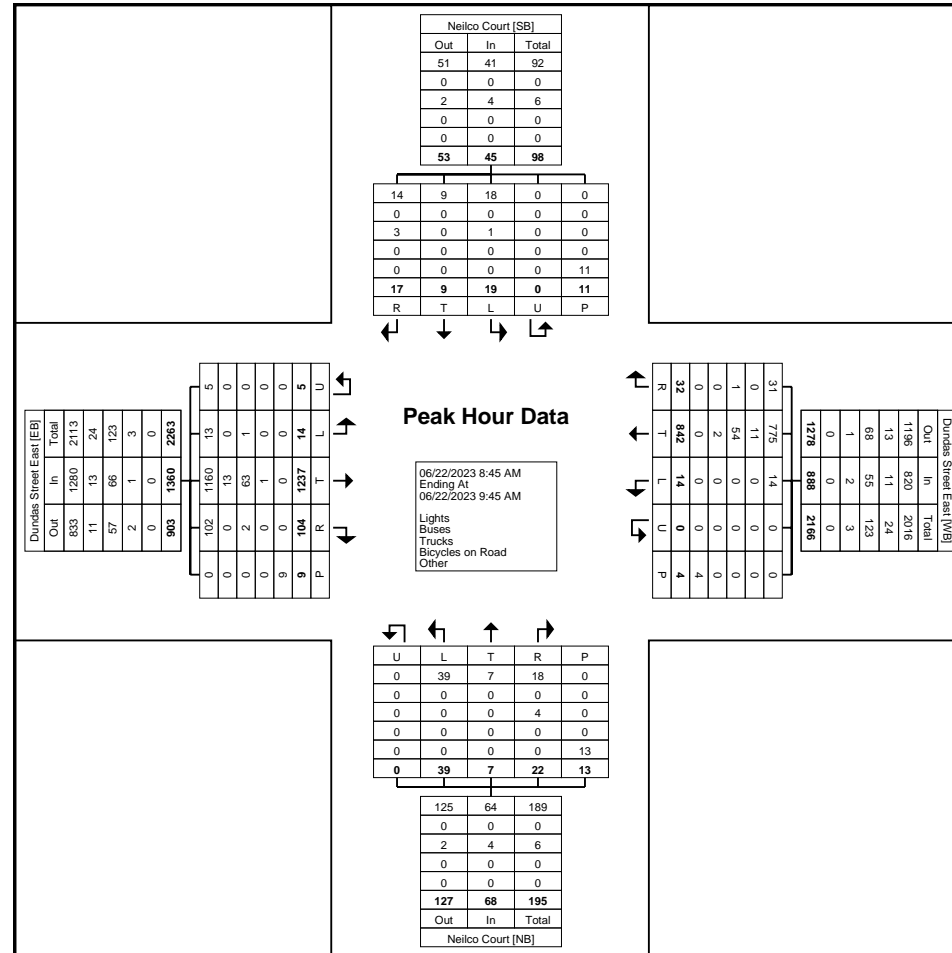 Neilco Court [SB]
Out In Total
51 41 92
0 0 0
2 4 6
0 0 0
0 0 0
53 45 98
14 9 18 0 0
0 0 0 0 0
3 0 1 0 0
0 0 0 0 0
0 0 0 0 11
17 9 19 0 11
R T L U P
Dundas Street East [EB]
Total In Out
2113 1280 833
24 13 11
123 66 57
3 1 2
0 0 0
2263 1360 903
5 13 1160 102 0
0 0 13 0 0
0 1 63 2 0
0 0 1 0 0
0 0 0 0 9
5 14 1237 104 9
U L T R P
Peak Hour Data
06/22/2023 8:45 AM
Ending At
06/22/2023 9:45 AM
Lights
Buses
Trucks
Bicycles on Road
Other
R T L U P
32 842 14 0 4
0 0 0 0 4
0 2 0 0 0
1 54 0 0 0
0 11 0 0 0
31 775 14 0 0
Dundas Street East [WB]
Out In Total
1196 820 2016
13 11 24
68 55 123
1 2 3
0 0 0
1278 888 2166
U L T R P
0 39 7 18 0
0 0 0 0 0
0 0 0 4 0
0 0 0 0 0
0 0 0 0 13
0 39 7 22 13
125 64 189
0 0 0
2 4 6
0 0 0
0 0 0
127 68 195
Out In Total
Neilco Court [NB]